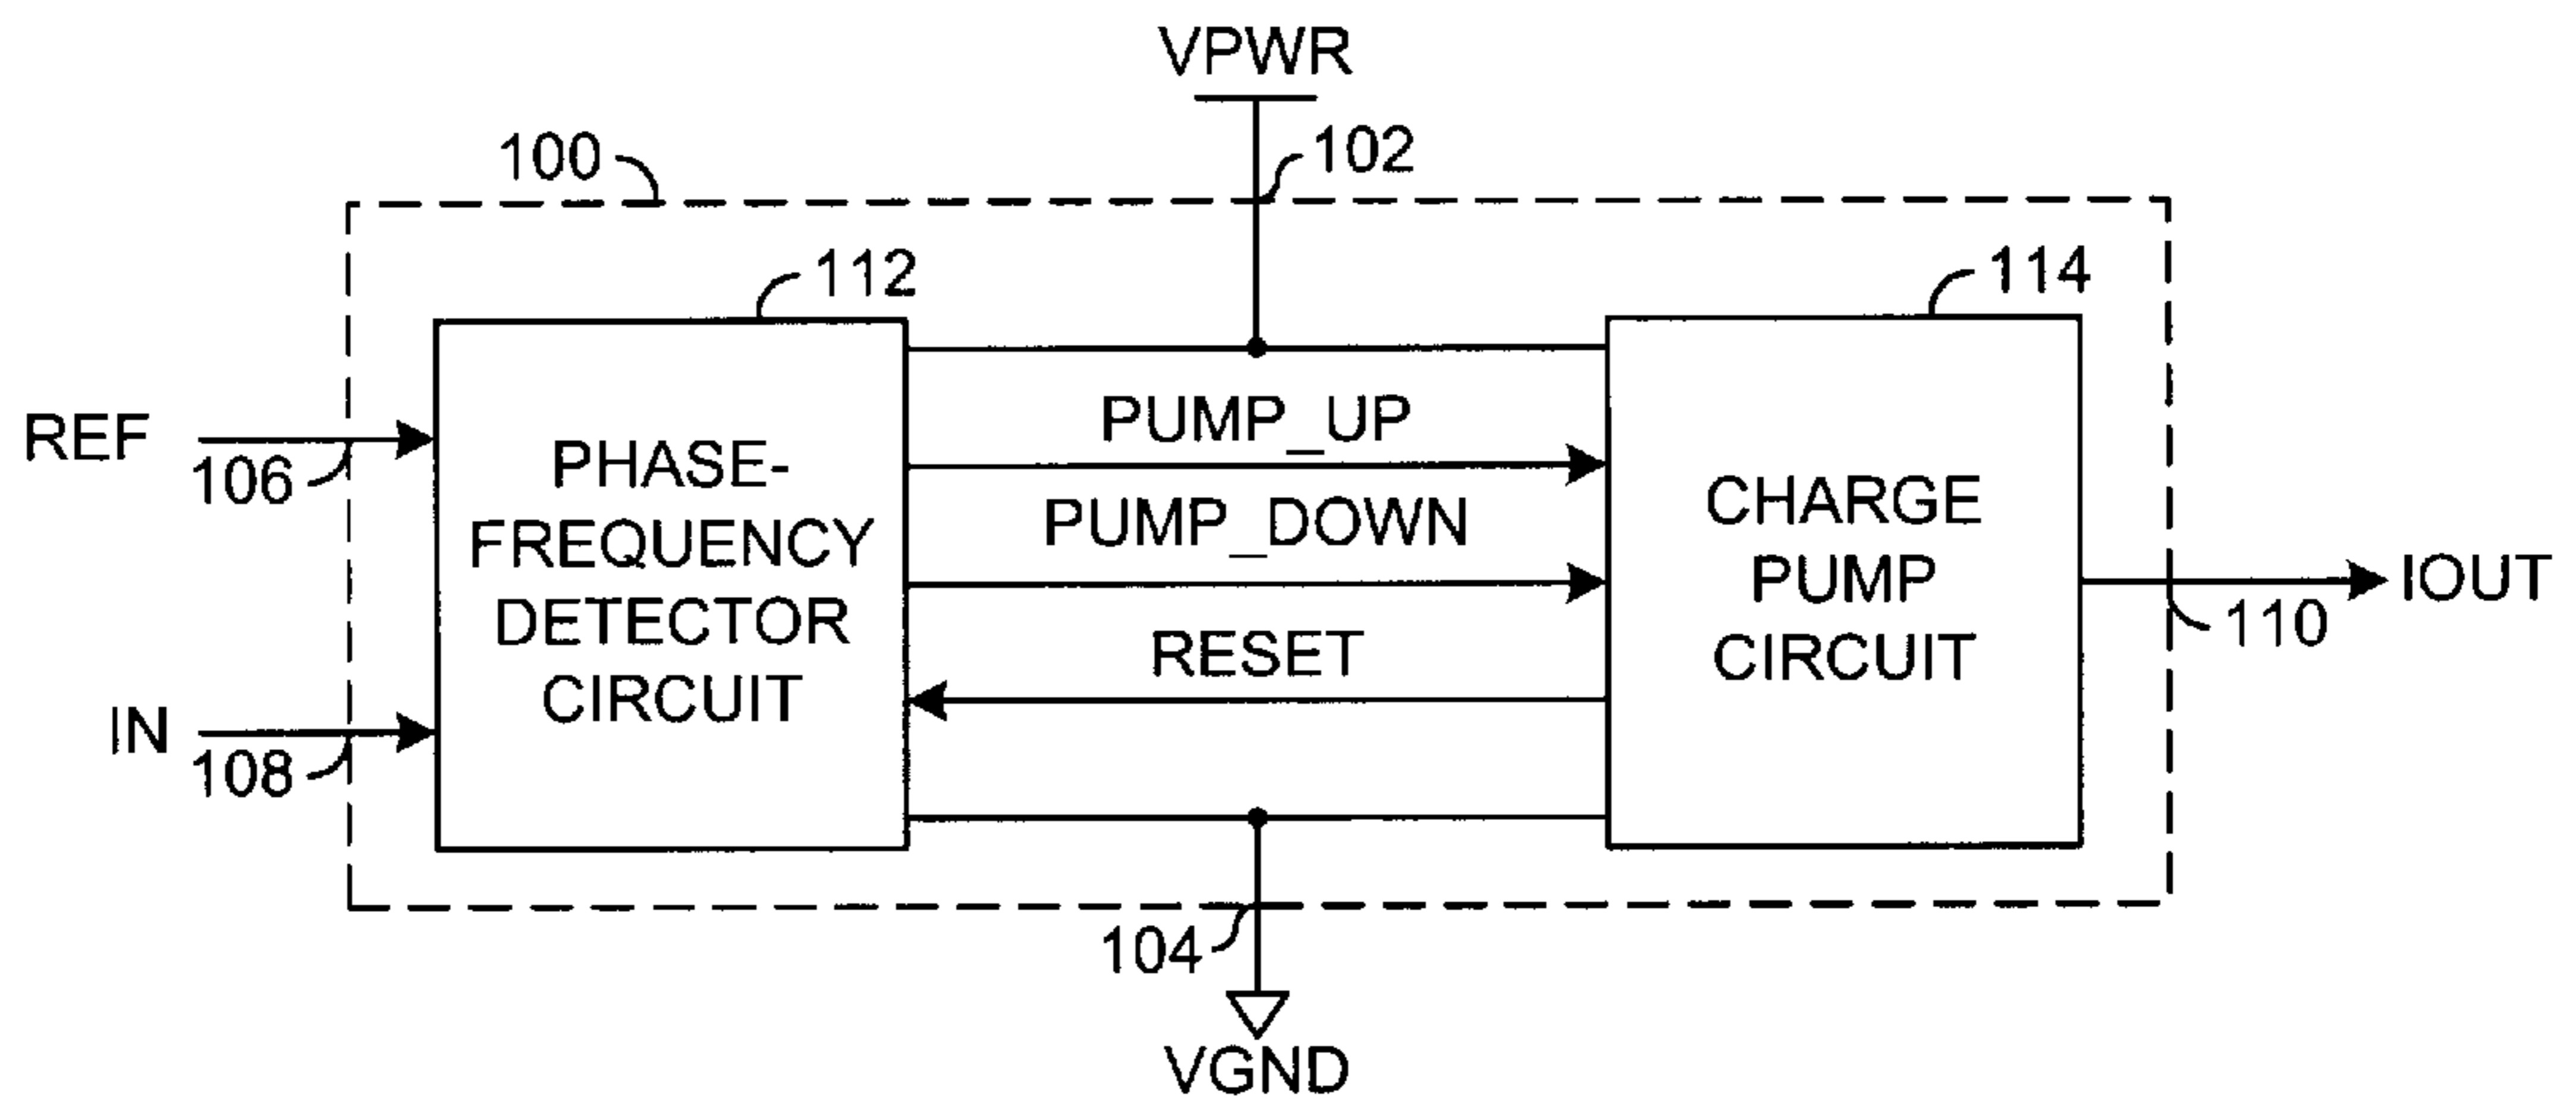 VPWR
100
102
112
114
REF
106
PHASE-
FREQUENCY
DETECTOR
CIRCUIT
PUMP_UP
PUMP_DOWN
RESET
CHARGE
PUMP
CIRCUIT
IOUT
110
IN
108
104
VGND